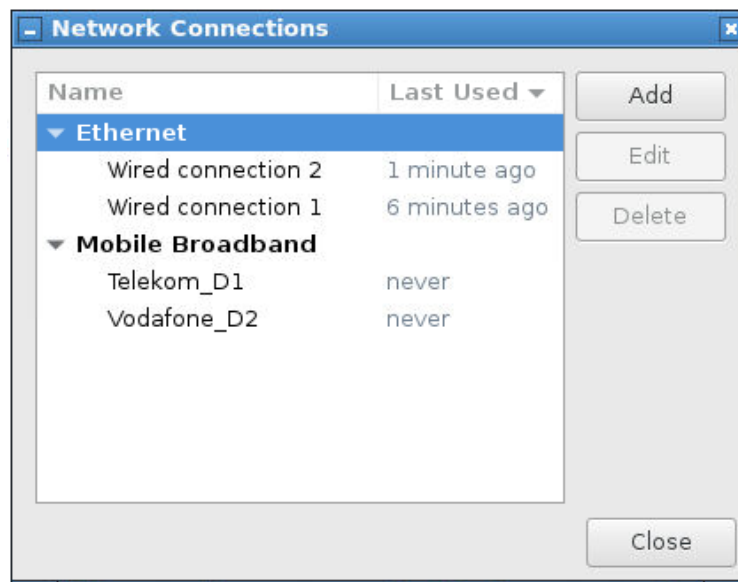 Network Connections
Name Last Used
Add
Ethernet
Edit
Wired connection 2 1 minute ago
Wired connection 1 6 minutes ago
Delete
Mobile Broadband
Telekom_D1 never
Vodafone_D2 never
Close